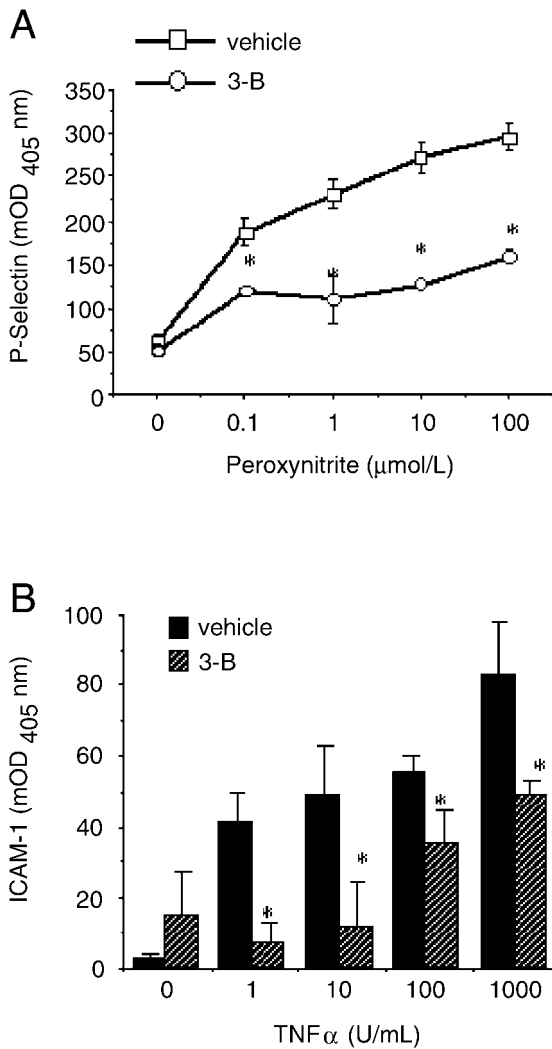 A
vehicle
3-B
P-Selectin (mOD 405 nm)
350
300
250
200
150
100
50
0
* * * *
0 0.1 1 10 100
Peroxynitrite (μmol/L)
B
vehicle
3-B
ICAM-1 (mOD 405 nm)
100
80
60
40
20
0
* * * *
0 1 10 100 1000
TNFα (U/mL)